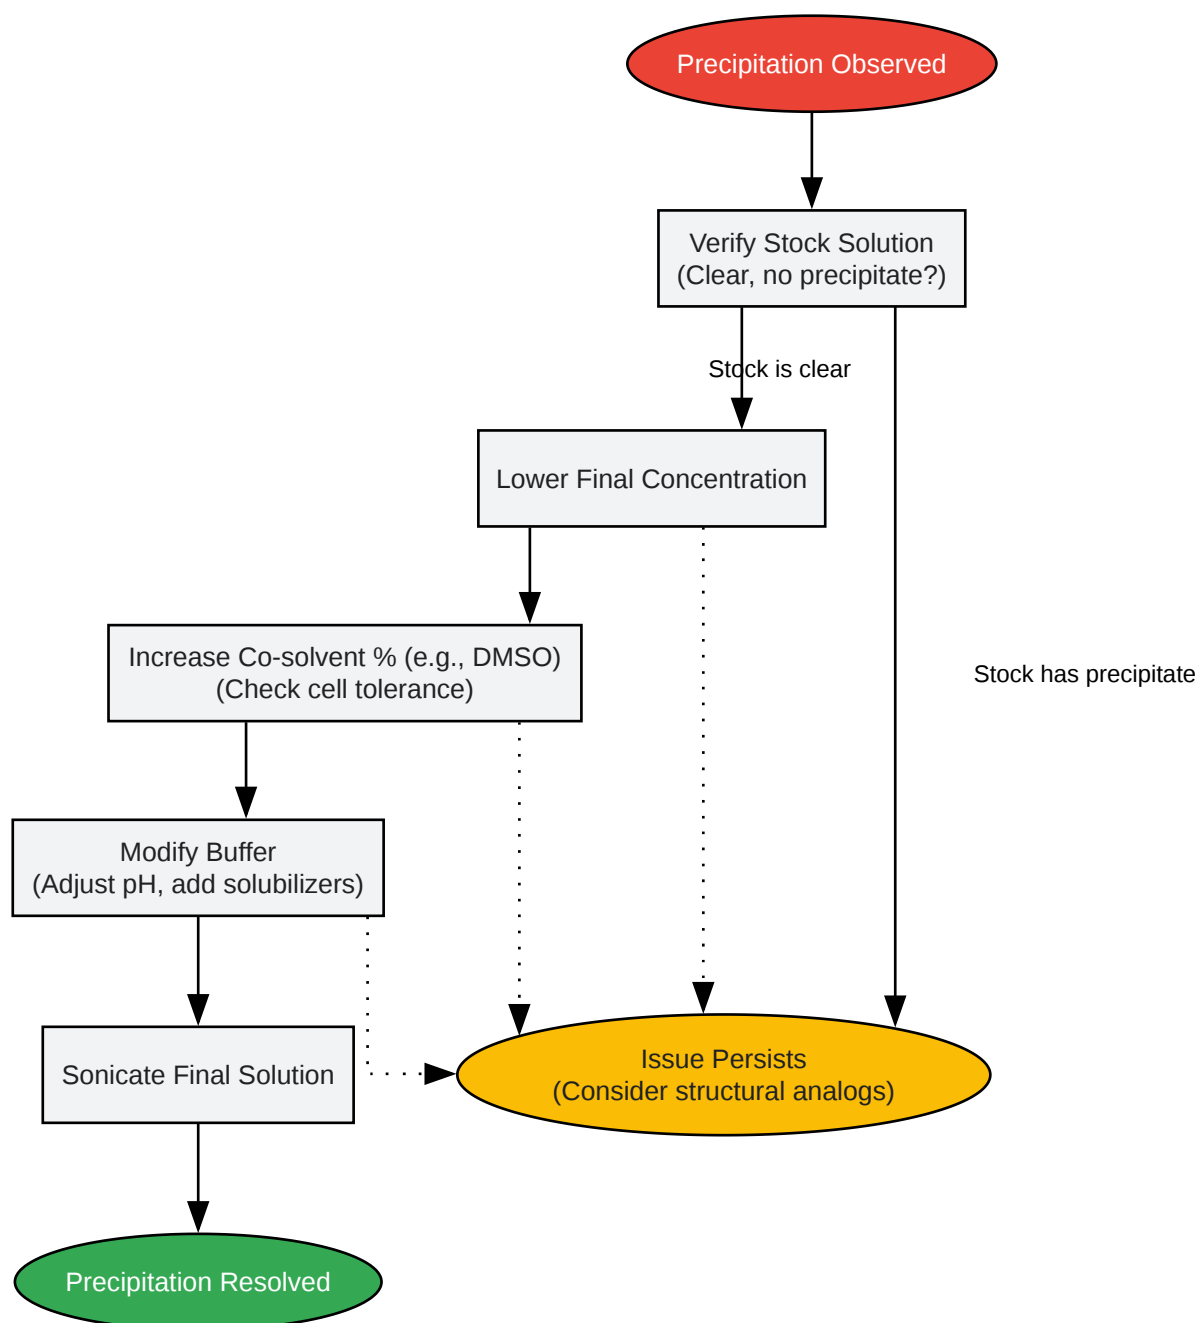 Precipitation Observed
Verify Stock Solution
(Clear, no precipitate?)
Stock is clear
Lower Final Concentration
Increase Co-solvent % (e.g., DMSO)
(Check cell tolerance)
Stock has precipitate
Modify Buffer
(Adjust pH, add solubilizers)
Sonicate Final Solution
Issue Persists
(Consider structural analogs)
Precipitation Resolved